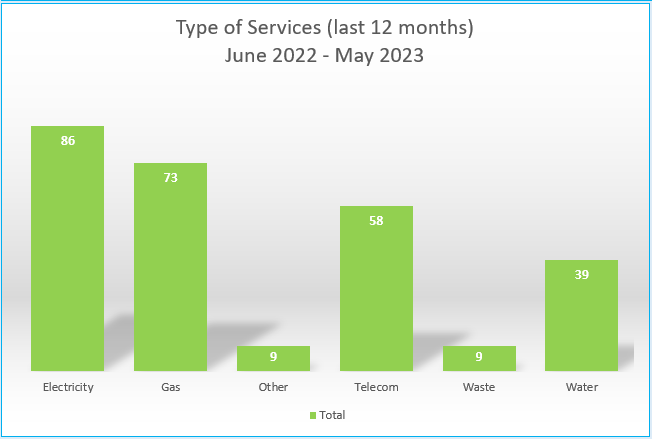 Type of Services (last 12 months)
June 2022 - May 2023
86
73
9
58
9
39
Electricity
Gas
Other
Telecom
Waste
Water
Total